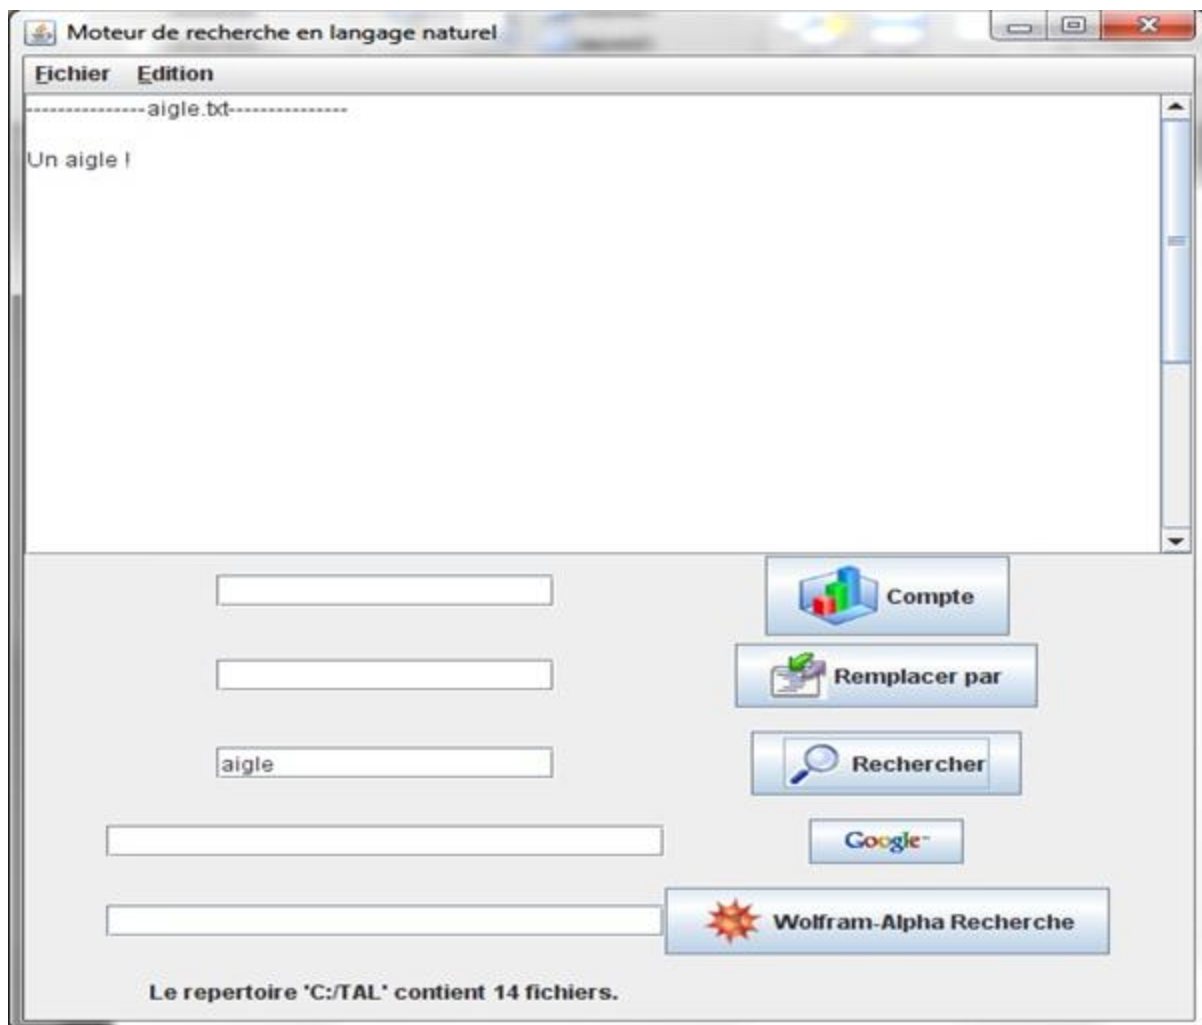 Moteur de recherche en langage naturel
Fichier Edition
---------------aigle.txt---------------
Un aigle !
Compte
Remplacer par
aigle
Rechercher
Google™
Wolfram-Alpha Recherche
Le repertoire 'C:/TAL' contient 14 fichiers.